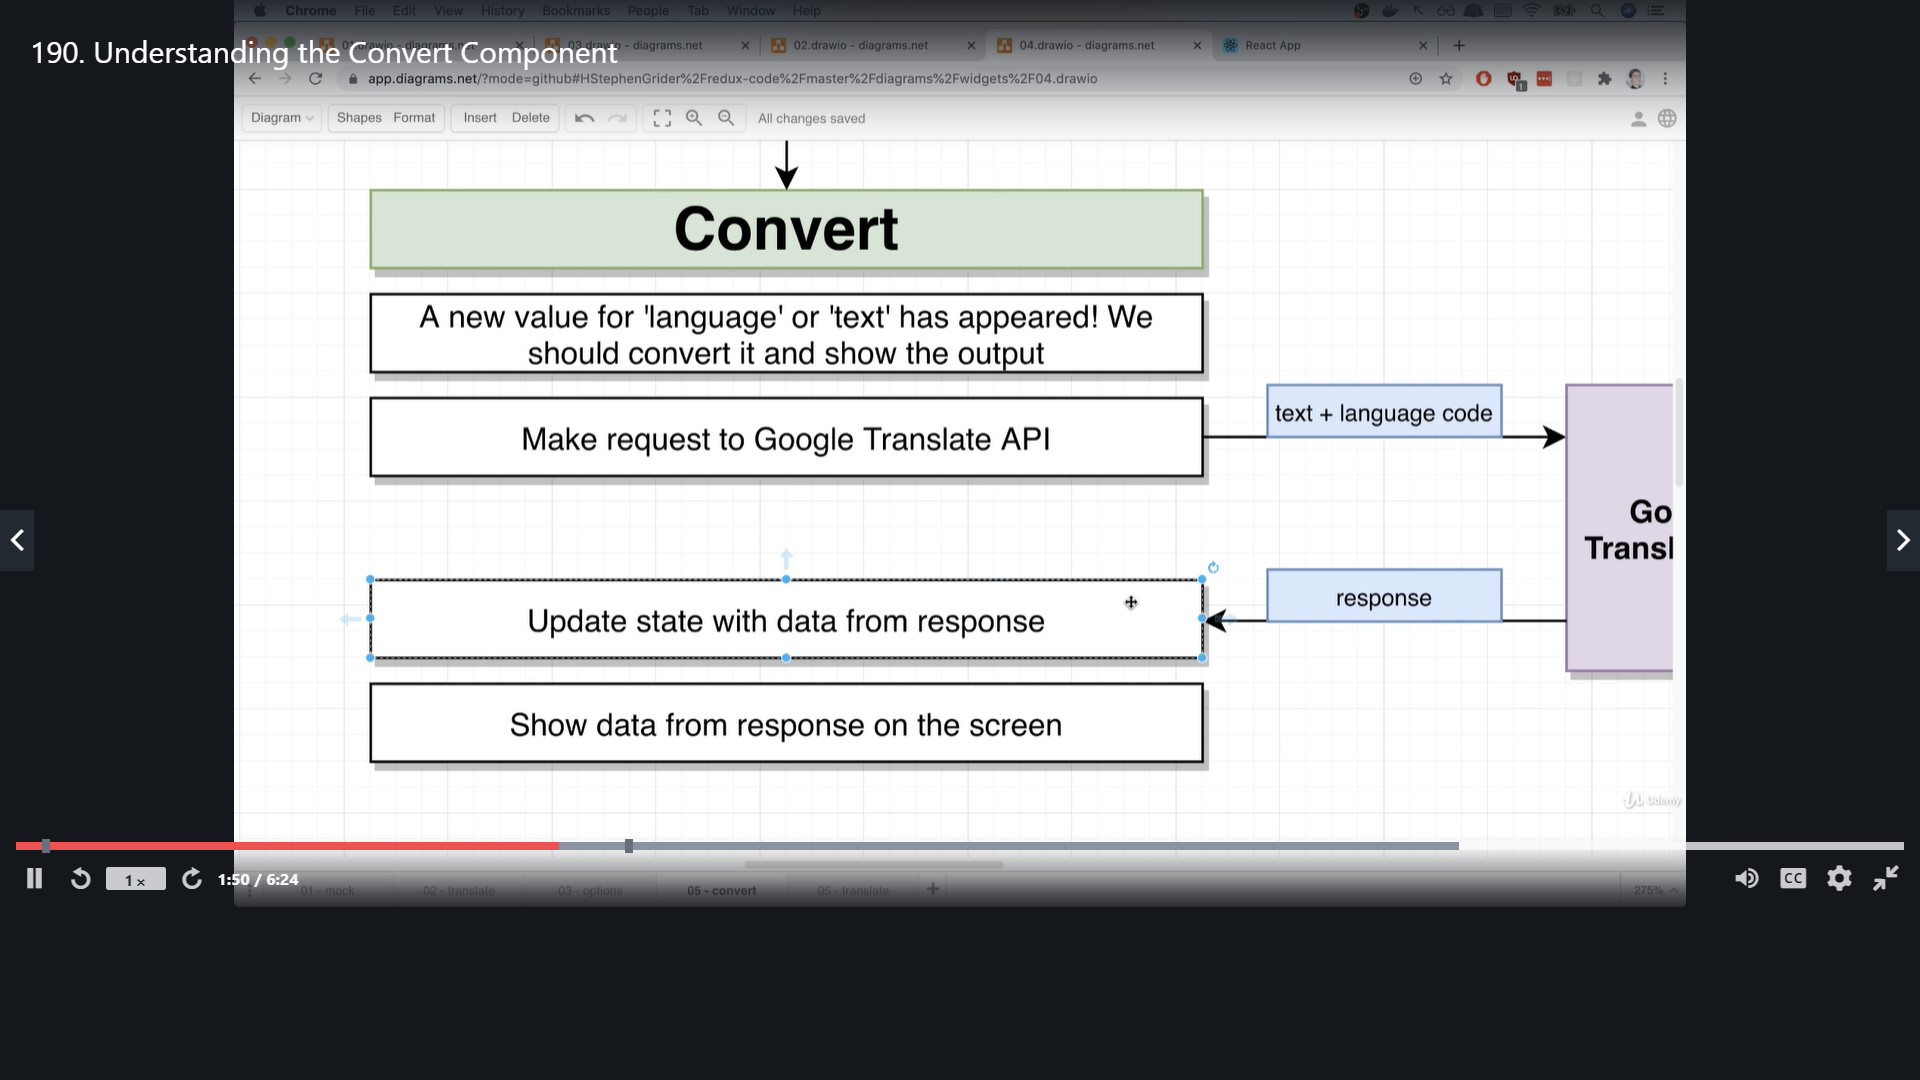 Chrome File Edit View History Bookmarks People Tab Window Help
190. Understanding the Convert Component
03.drawio - diagrams.net
02.drawio - diagrams.net
04.drawio - diagrams.net
React App
app.diagrams.net/?mode=github#HStephenGrider%2Fredux-code%2Fmaster%2Fdiagrams%2Fwidgets%2F04.drawio
Diagram Shapes Format Insert Delete All changes saved
Convert
A new value for 'language' or 'text' has appeared! We
should convert it and show the output
Make request to Google Translate API
text + language code
Go
Transl
Update state with data from response
response
Show data from response on the screen
Udemy
1 x
1:50 / 6:24
01 - mock
02 - translate
03 - options
05 - convert
05 - translate
275%
CC